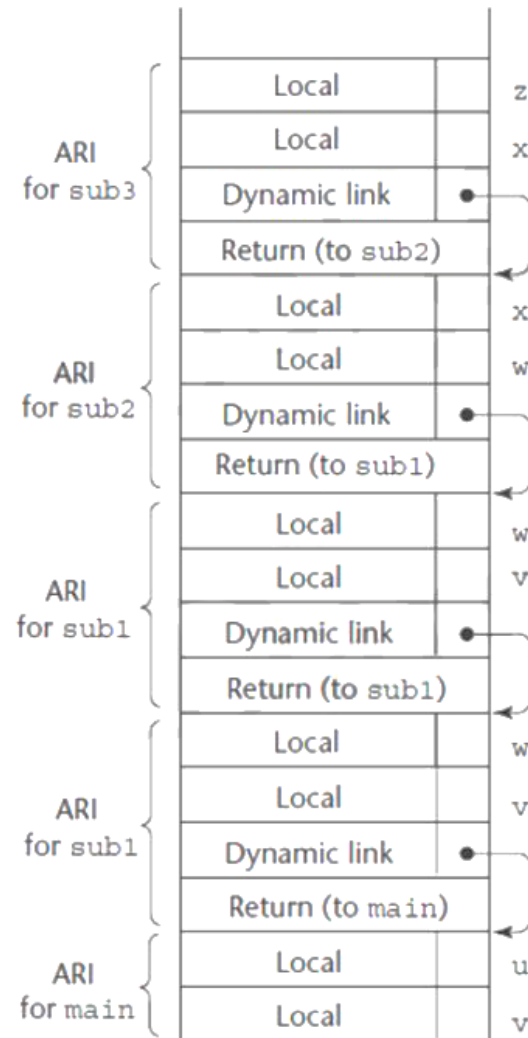 Local z
ARI
for sub3
Local x
Dynamic link
Return (to sub2)
Local x
ARI
for sub2
Local w
Dynamic link
Return (to sub1)
Local w
ARI
for sub1
Local v
Dynamic link
Return (to sub1)
Local w
ARI
for sub1
Local v
Dynamic link
Return (to main)
ARI
for main
Local u
Local v